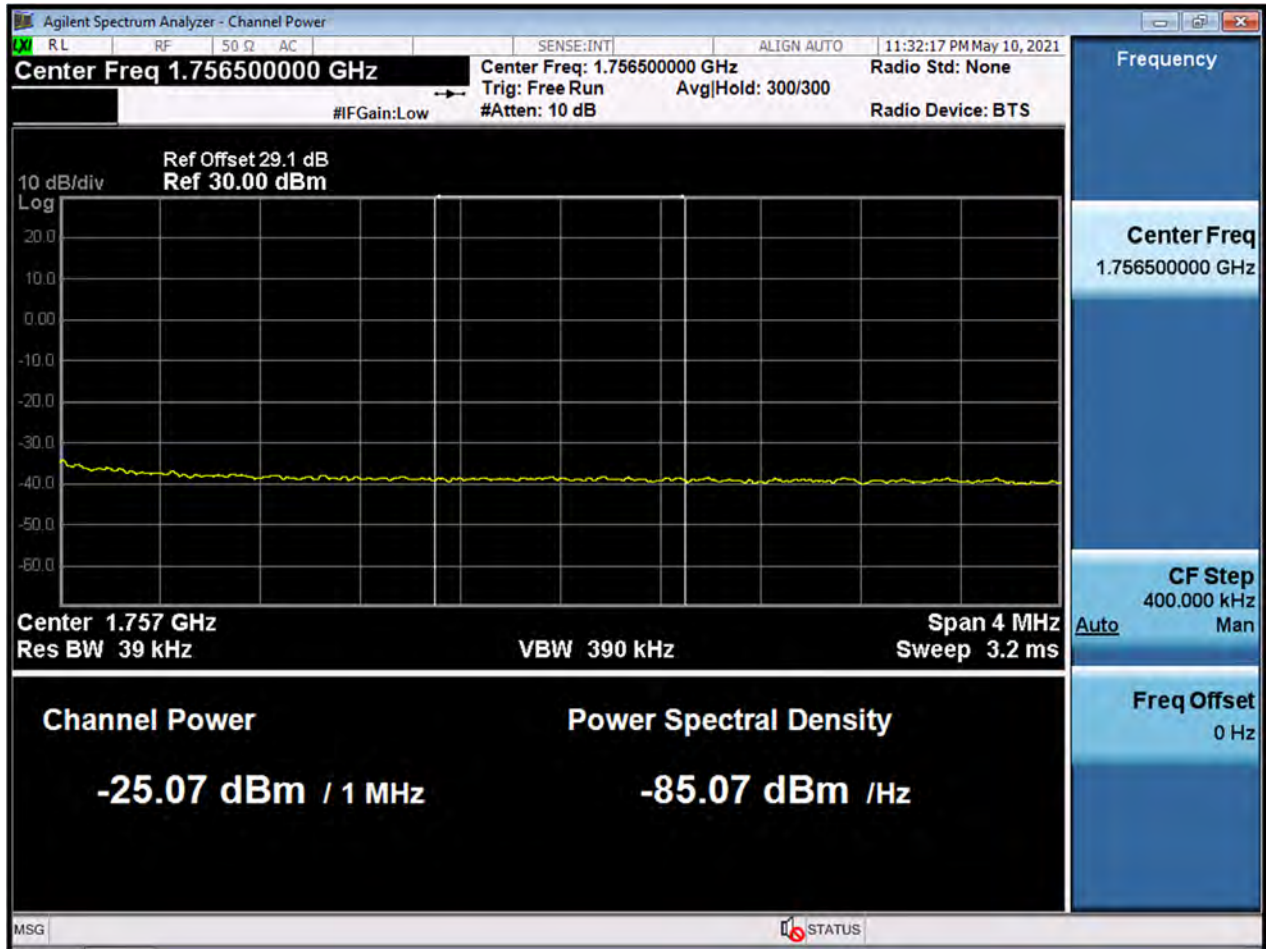 Agilent Spectrum Analyzer - Channel Power
LXI RL RF 50 Ω AC SENSE:INT ALIGN AUTO 11:32:17 PM May 10, 2021
Center Freq 1.756500000 GHz
Center Freq: 1.756500000 GHz
Radio Std: None
Trig: Free Run Avg|Hold: 300/300
#IFGain:Low
#Atten: 10 dB
Radio Device: BTS
Ref Offset 29.1 dB
10 dB/div Ref 30.00 dBm
Log
20.0
10.0
0.00
-10.0
-20.0
-30.0
-40.0
-50.0
-60.0
Center 1.757 GHz Span 4 MHz
Res BW 39 kHz VBW 390 kHz Sweep 3.2 ms
Channel Power Power Spectral Density
-25.07 dBm / 1 MHz -85.07 dBm /Hz
MSG STATUS
Frequency
Center Freq
1.756500000 GHz
CF Step
400.000 kHz
Auto Man
Freq Offset
0 Hz